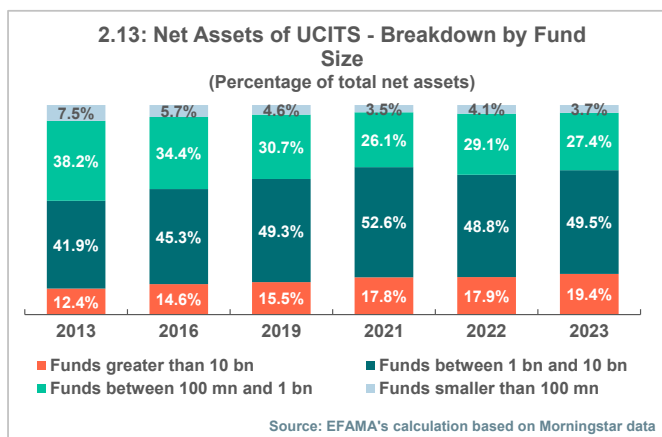 2.13: Net Assets of UCITS - Breakdown by Fund
Size
(Percentage of total net assets)
7.5% 5.7% 4.6% 3.5% 4.1% 3.7%
38.2% 34.4% 30.7% 26.1% 29.1% 27.4%
41.9% 45.3% 49.3% 52.6% 48.8% 49.5%
12.4% 14.6% 15.5% 17.8% 17.9% 19.4%
2013 2016 2019 2021 2022 2023
Funds greater than 10 bn Funds between 1 bn and 10 bn
Funds between 100 mn and 1 bn Funds smaller than 100 mn
Source: EFAMA's calculation based on Morningstar data